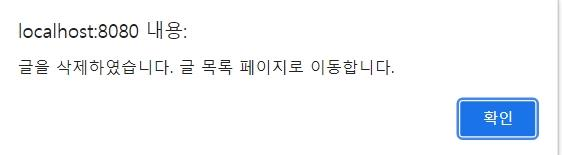 localhost:8080 내용:
글을 삭제하였습니다. 글 목록 페이지로 이동합니다.
확인